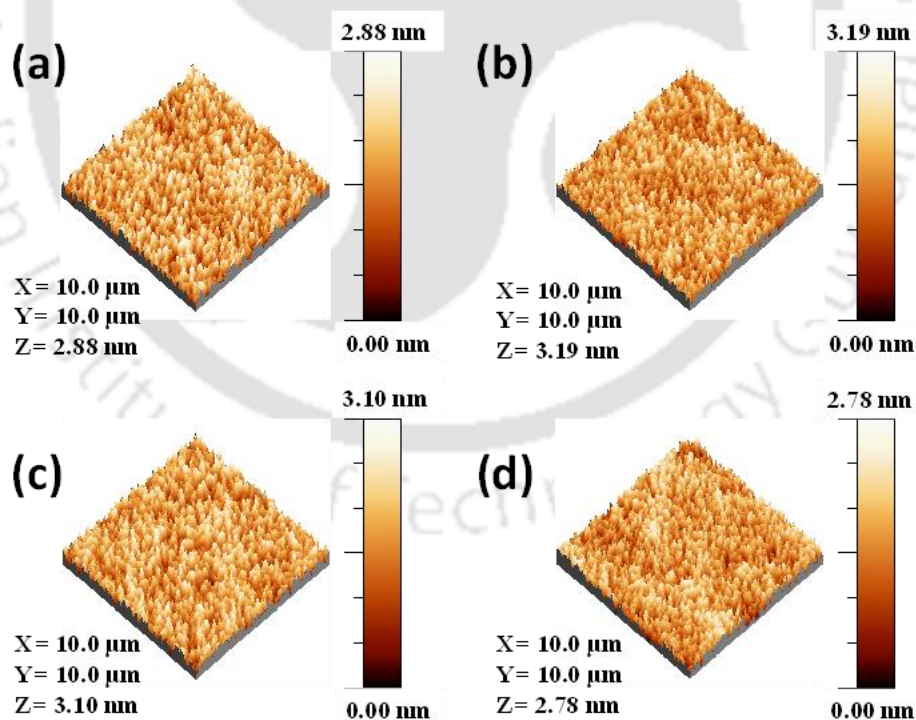 (a)
2.88 nm
X= 10.0 µm
Y= 10.0 µm
Z= 2.88 nm
0.00 nm
(b)
3.19 nm
X= 10.0 µm
Y= 10.0 µm
Z= 3.19 nm
0.00 nm
(c)
3.10 nm
X= 10.0 µm
Y= 10.0 µm
Z= 3.10 nm
0.00 nm
(d)
2.78 nm
X= 10.0 µm
Y= 10.0 µm
Z= 2.78 nm
0.00 nm
of Techn